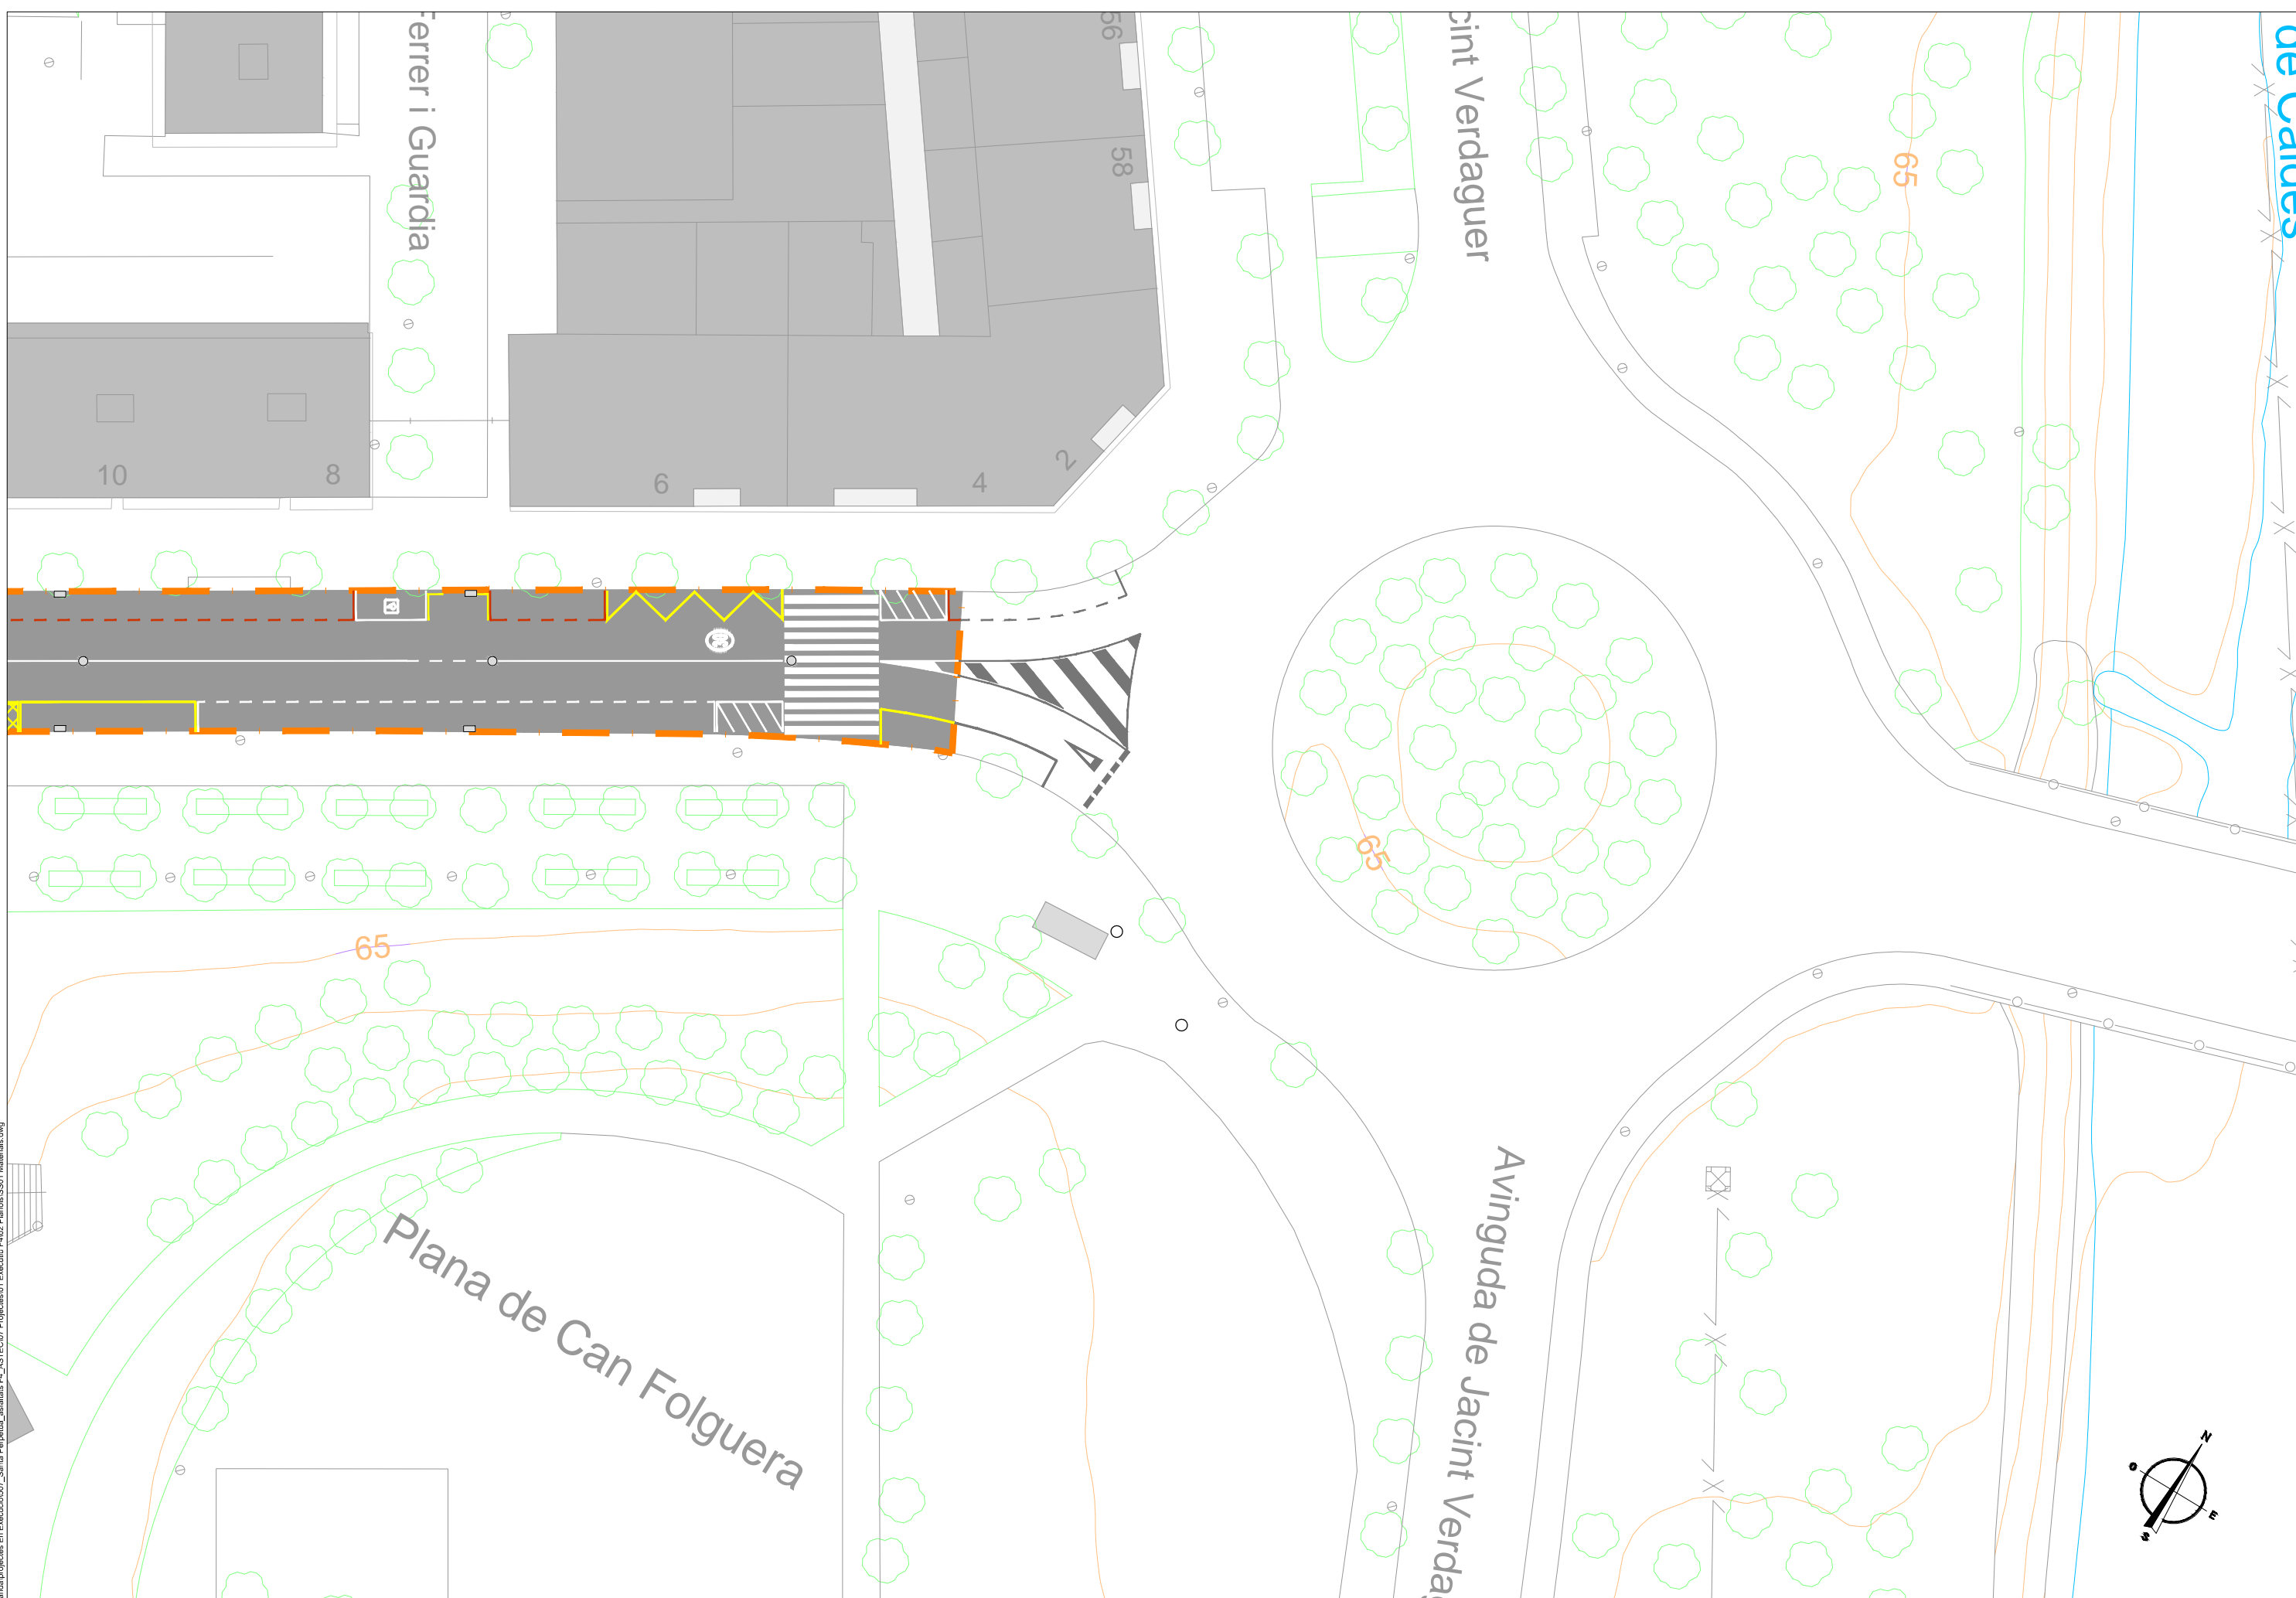 Ferrer i Guardia
56
58
cint Verdaguer
65
de Caldes
10
8
6
4
2
65
65
Plana de Can Folguera
Avinguda de Jacint Verdag
N
O
E
S